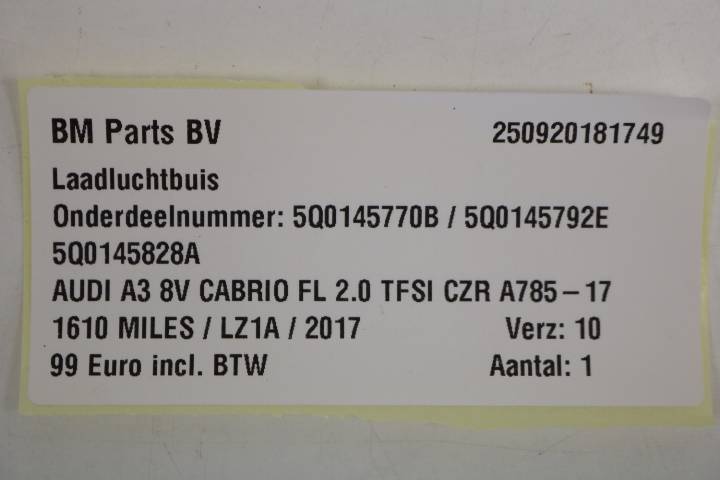 BM Parts BV 250920181749
Laadluchtbuis
Onderdeelnummer: 5Q0145770B / 5Q0145792E
5Q0145828A
AUDI A3 8V CABRIO FL 2.0 TFSI CZR A785-17
1610 MILES / LZ1A / 2017 Verz: 10
99 Euro incl. BTW Aantal: 1